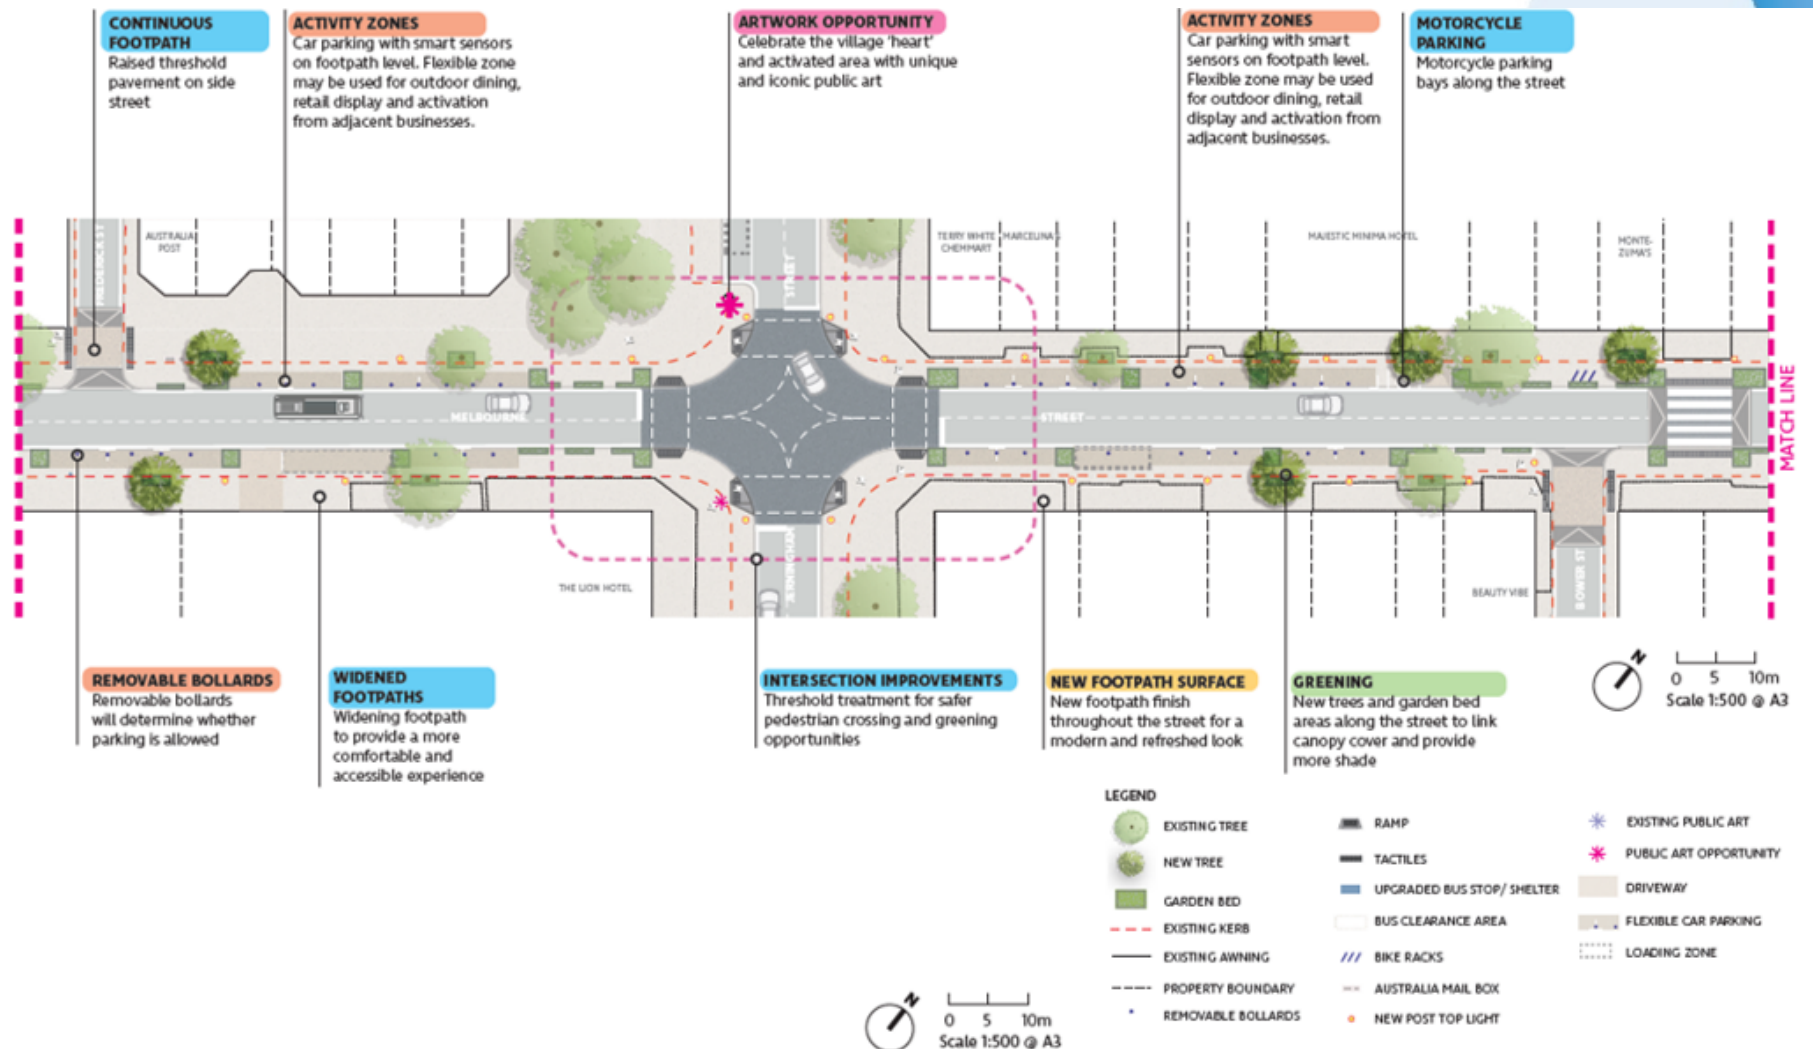 CONTINUOUS
FOOTPATH
Raised threshold
pavement on side
street
ACTIVITY ZONES
Car parking with smart sensors
on footpath level. Flexible zone
may be used for outdoor dining,
retail display and activation
from adjacent businesses.
ARTWORK OPPORTUNITY
Celebrate the village 'heart'
and activated area with unique
and iconic public art
ACTIVITY ZONES
Car parking with smart
sensors on footpath level.
Flexible zone may be used
for outdoor dining, retail
display and activation from
adjacent businesses.
MOTORCYCLE
PARKING
Motorcycle parking
bays along the street
FREDERICK ST
AUSTRALIA
POST
STREET
TERRY WHITE
CHEMMART
MARCELINA'S
MAJESTIC MINIMA HOTEL
MONTE-
ZUMA'S
MELBOURNE
STREET
MATCH LINE
THE LION HOTEL
JERNINGHAM
BEAUTY VIBE
BOWER ST
REMOVABLE BOLLARDS
Removable bollards
will determine whether
parking is allowed
WIDENED
FOOTPATHS
Widening footpath
to provide a more
comfortable and
accessible experience
INTERSECTION IMPROVEMENTS
Threshold treatment for safer
pedestrian crossing and greening
opportunities
NEW FOOTPATH SURFACE
New footpath finish
throughout the street for a
modern and refreshed look
GREENING
New trees and garden bed
areas along the street to link
canopy cover and provide
more shade
N
0 5 10m
Scale 1:500 @ A3
LEGEND
EXISTING TREE
NEW TREE
GARDEN BED
EXISTING KERB
EXISTING AWNING
PROPERTY BOUNDARY
REMOVABLE BOLLARDS
RAMP
TACTILES
UPGRADED BUS STOP/ SHELTER
BUS CLEARANCE AREA
BIKE RACKS
AUSTRALIA MAIL BOX
NEW POST TOP LIGHT
EXISTING PUBLIC ART
PUBLIC ART OPPORTUNITY
DRIVEWAY
FLEXIBLE CAR PARKING
LOADING ZONE
N
0 5 10m
Scale 1:500 @ A3